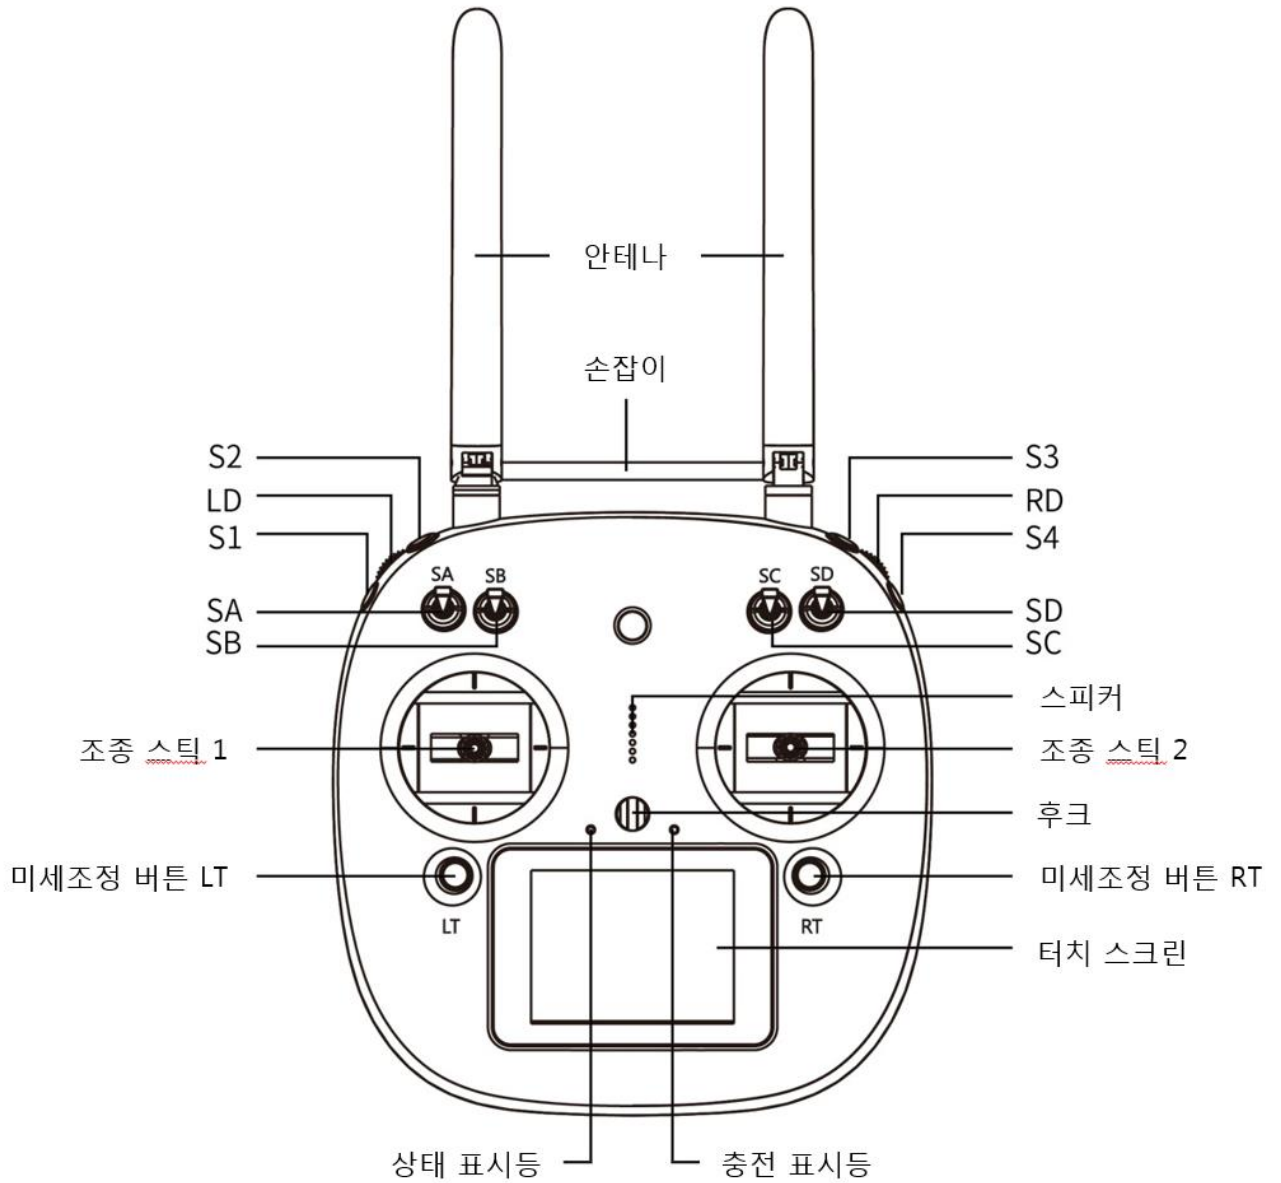 안테나
손잡이
S2
S3
LD
RD
S1
S4
SA
SB
SC
SD
SA
SD
SB
SC
스피커
조종 스틱 1
조종 스틱 2
후크
미세조정 버튼 LT
미세조정 버튼 RT
LT
RT
터치 스크린
상태 표시등
충전 표시등